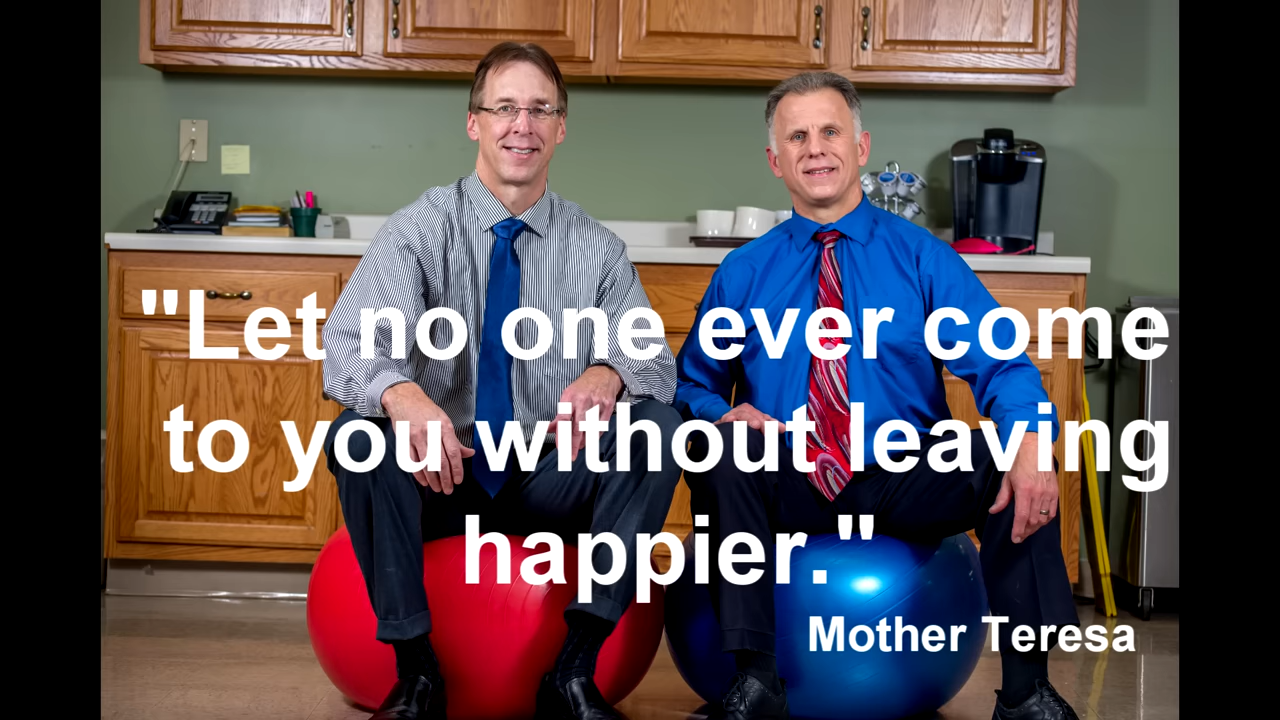 "Let no one ever come
to you without leaving
happier."
Mother Teresa